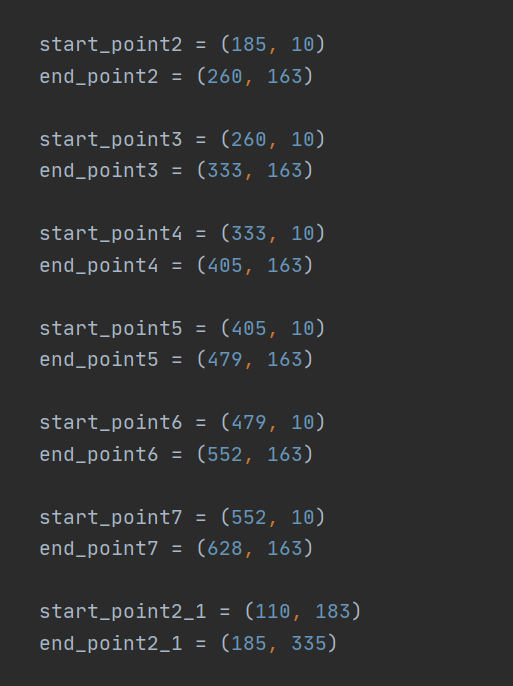 start_point2 = (185, 10)
end_point2 = (260, 163)
start_point3 = (260, 10)
end_point3 = (333, 163)
start_point4 = (333, 10)
end_point4 = (405, 163)
start_point5 = (405, 10)
end_point5 = (479, 163)
start_point6 = (479, 10)
end_point6 = (552, 163)
start_point7 = (552, 10)
end_point7 = (628, 163)
start_point2_1 = (110, 183)
end_point2_1 = (185, 335)